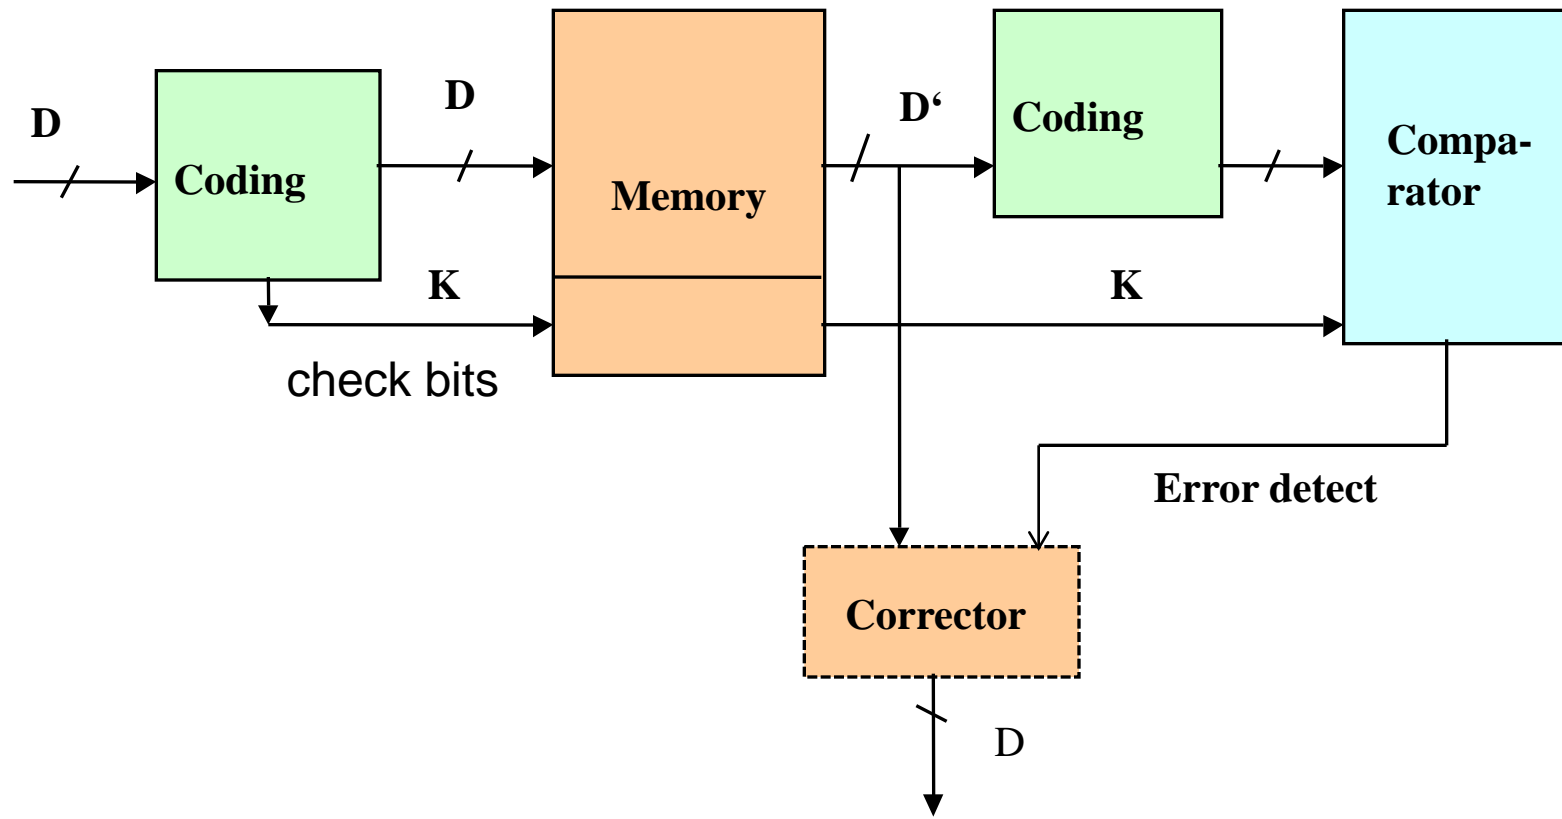 D
Coding
D
K
check bits
Memory
D‘
Coding
K
Compa-
rator
Error detect
Corrector
D